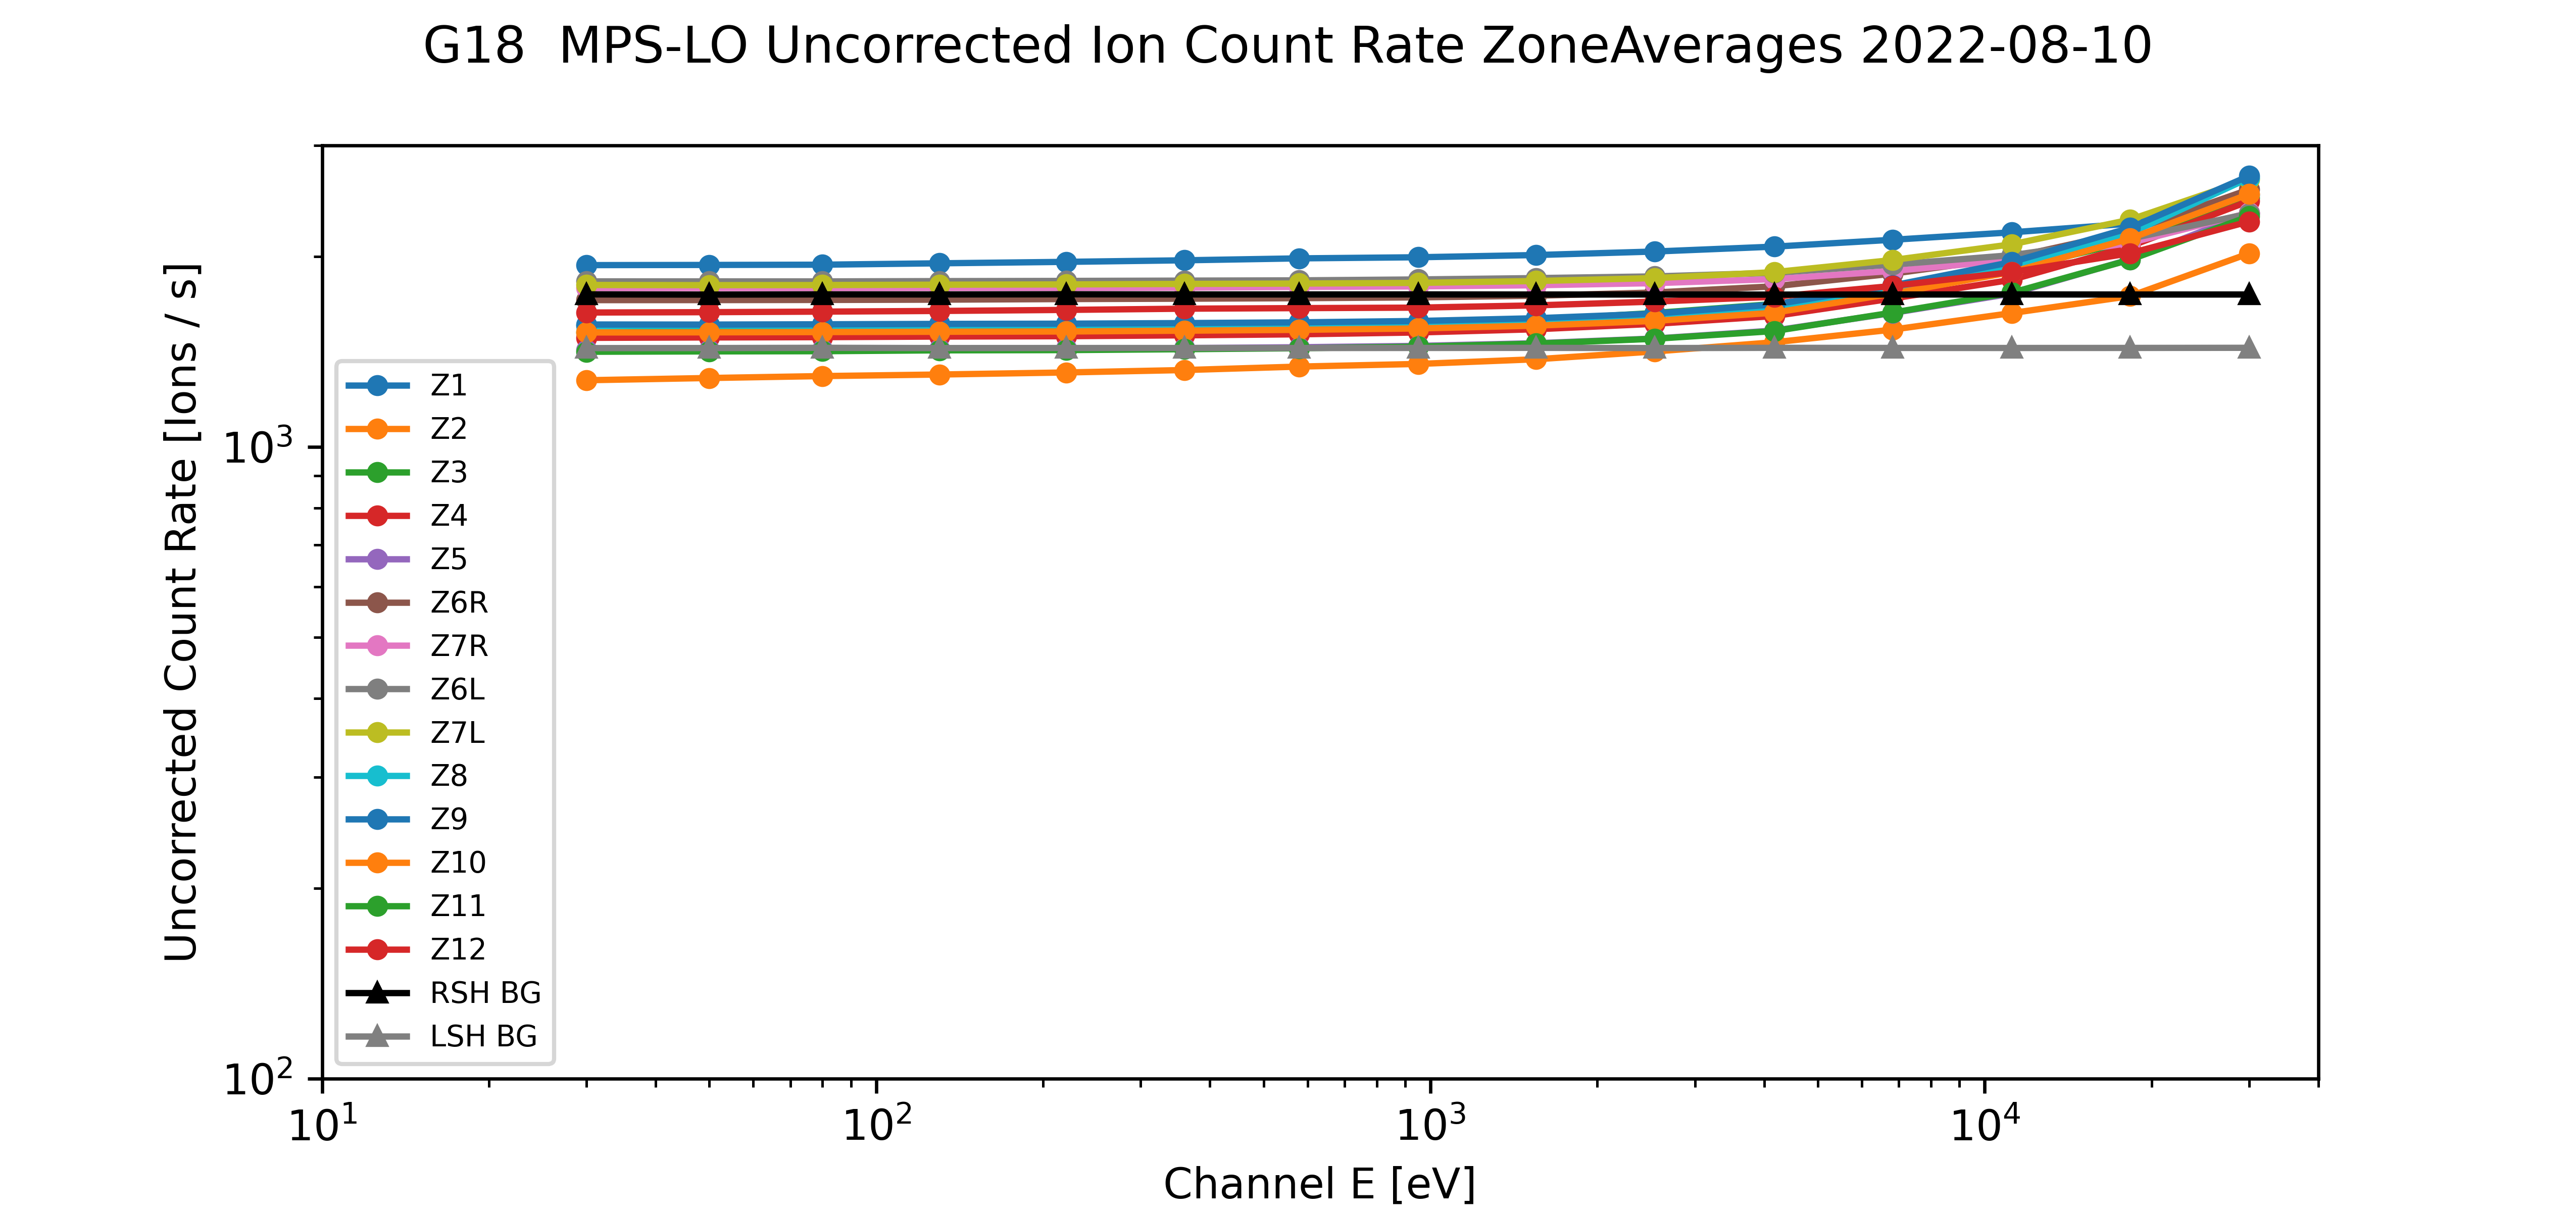 G18  MPS-LO Uncorrected Ion Count Rate ZoneAverages 2022-08-10
Uncorrected Count Rate [Ions / s]
10³
10²
Z1
Z2
Z3
Z4
Z5
Z6R
Z7R
Z6L
Z7L
Z8
Z9
Z10
Z11
Z12
RSH BG
LSH BG
10¹ 10² 10³ 10⁴
Channel E [eV]